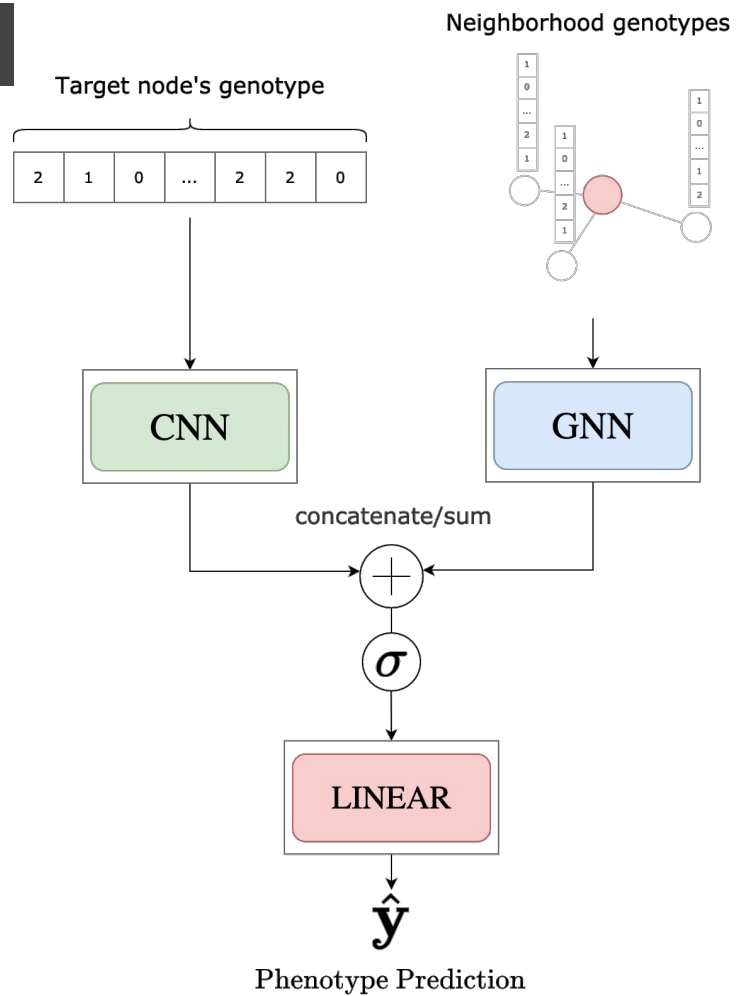 Neighborhood genotypes
Target node's genotype
2 1 0 ... 2 2 0
1
0
...
2
1
1
0
...
2
1
1
0
...
1
2
CNN
GNN
concatenate/sum
+
σ
LINEAR
ŷ
Phenotype Prediction